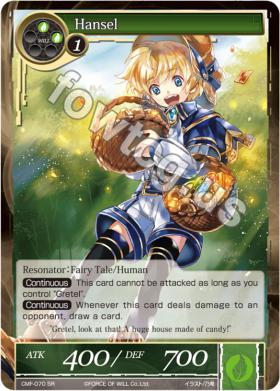 Hansel
WILL
1
fowtcg.us
Resonator : Fairy Tale/Human
Continuous This card cannot be attacked as long as you
control "Gretel".
Continuous Whenever this card deals damage to an
opponent, draw a card.
"Gretel, look at that! A huge house made of candy!"
ATK 400/ DEF 700
CMF-070 SR ©FORCE OF WILL Co.,Ltd.